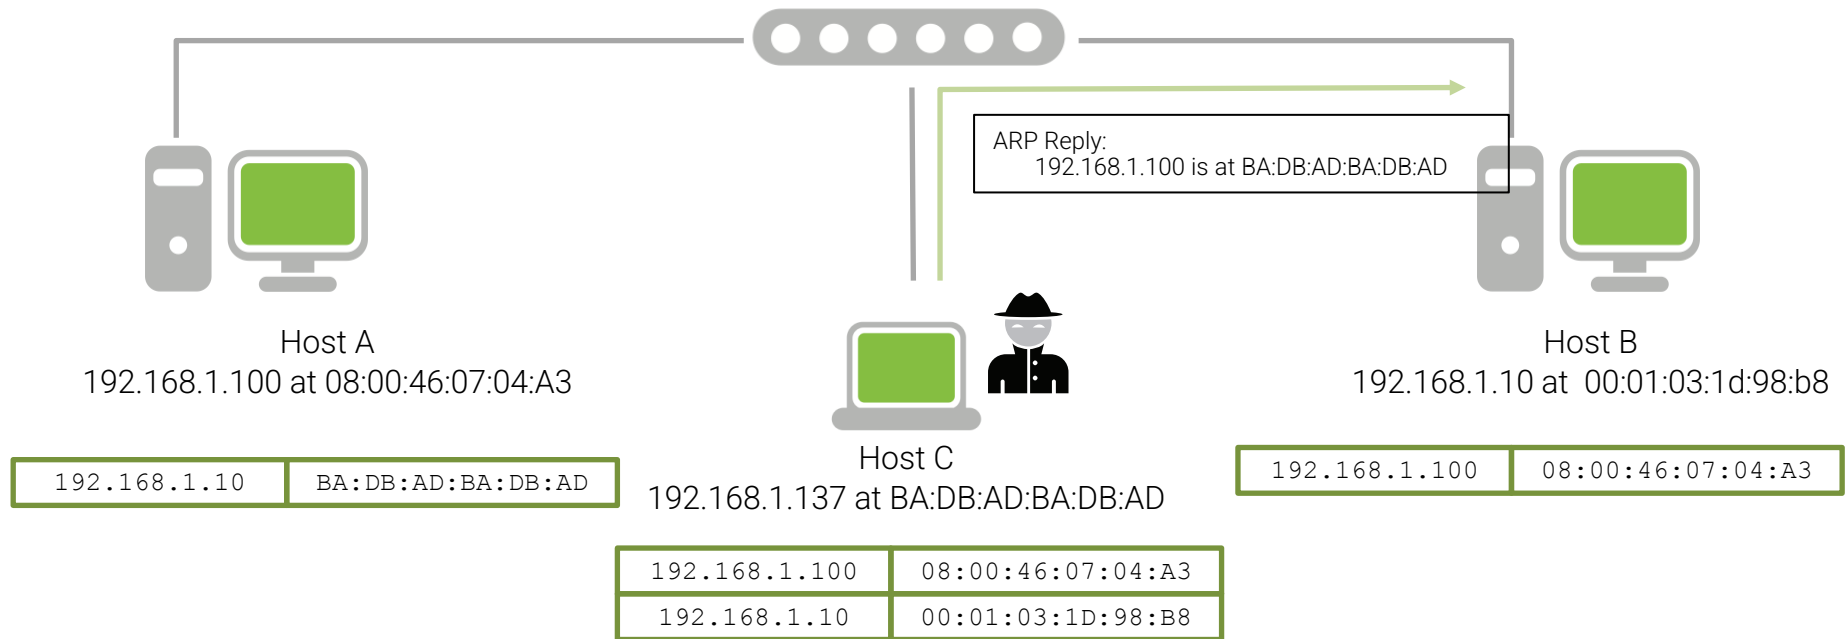 ARP Reply:
192.168.1.100 is at BA:DB:AD:BA:DB:AD
Host A
192.168.1.100 at 08:00:46:07:04:A3
Host B
192.168.1.10 at  00:01:03:1d:98:b8
192.168.1.10 BA:DB:AD:BA:DB:AD
Host C
192.168.1.137 at BA:DB:AD:BA:DB:AD
192.168.1.100 08:00:46:07:04:A3
192.168.1.100 08:00:46:07:04:A3
192.168.1.10 00:01:03:1D:98:B8